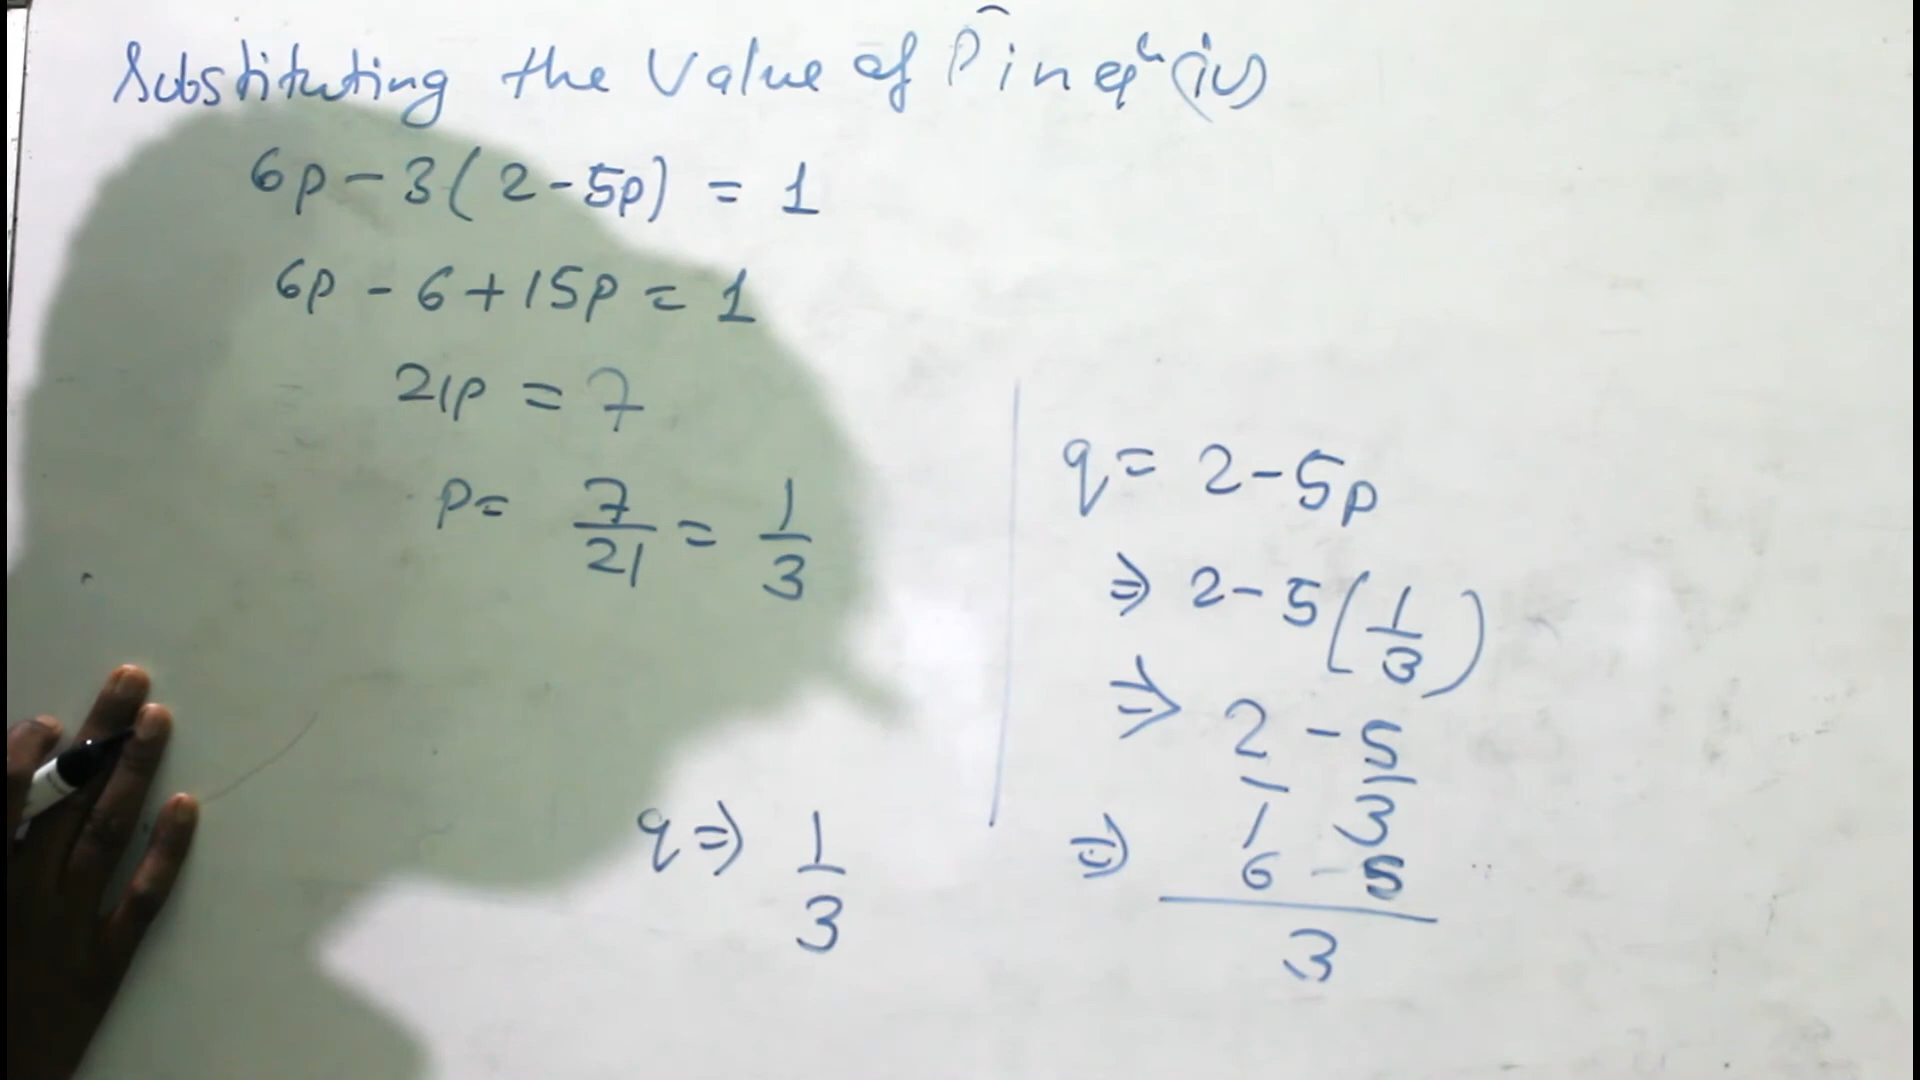 Substituting the value of P in eqn (iv)
6p - 3(2 - 5p) = 1
6p - 6 + 15p = 1
21p = 7
p = 7/21 = 1/3
q = 2 - 5p
⇒ 2 - 5(1/3)
⇒ 2/1 - 5/3
⇒ (6 - 5)/3
q ⇒ 1/3